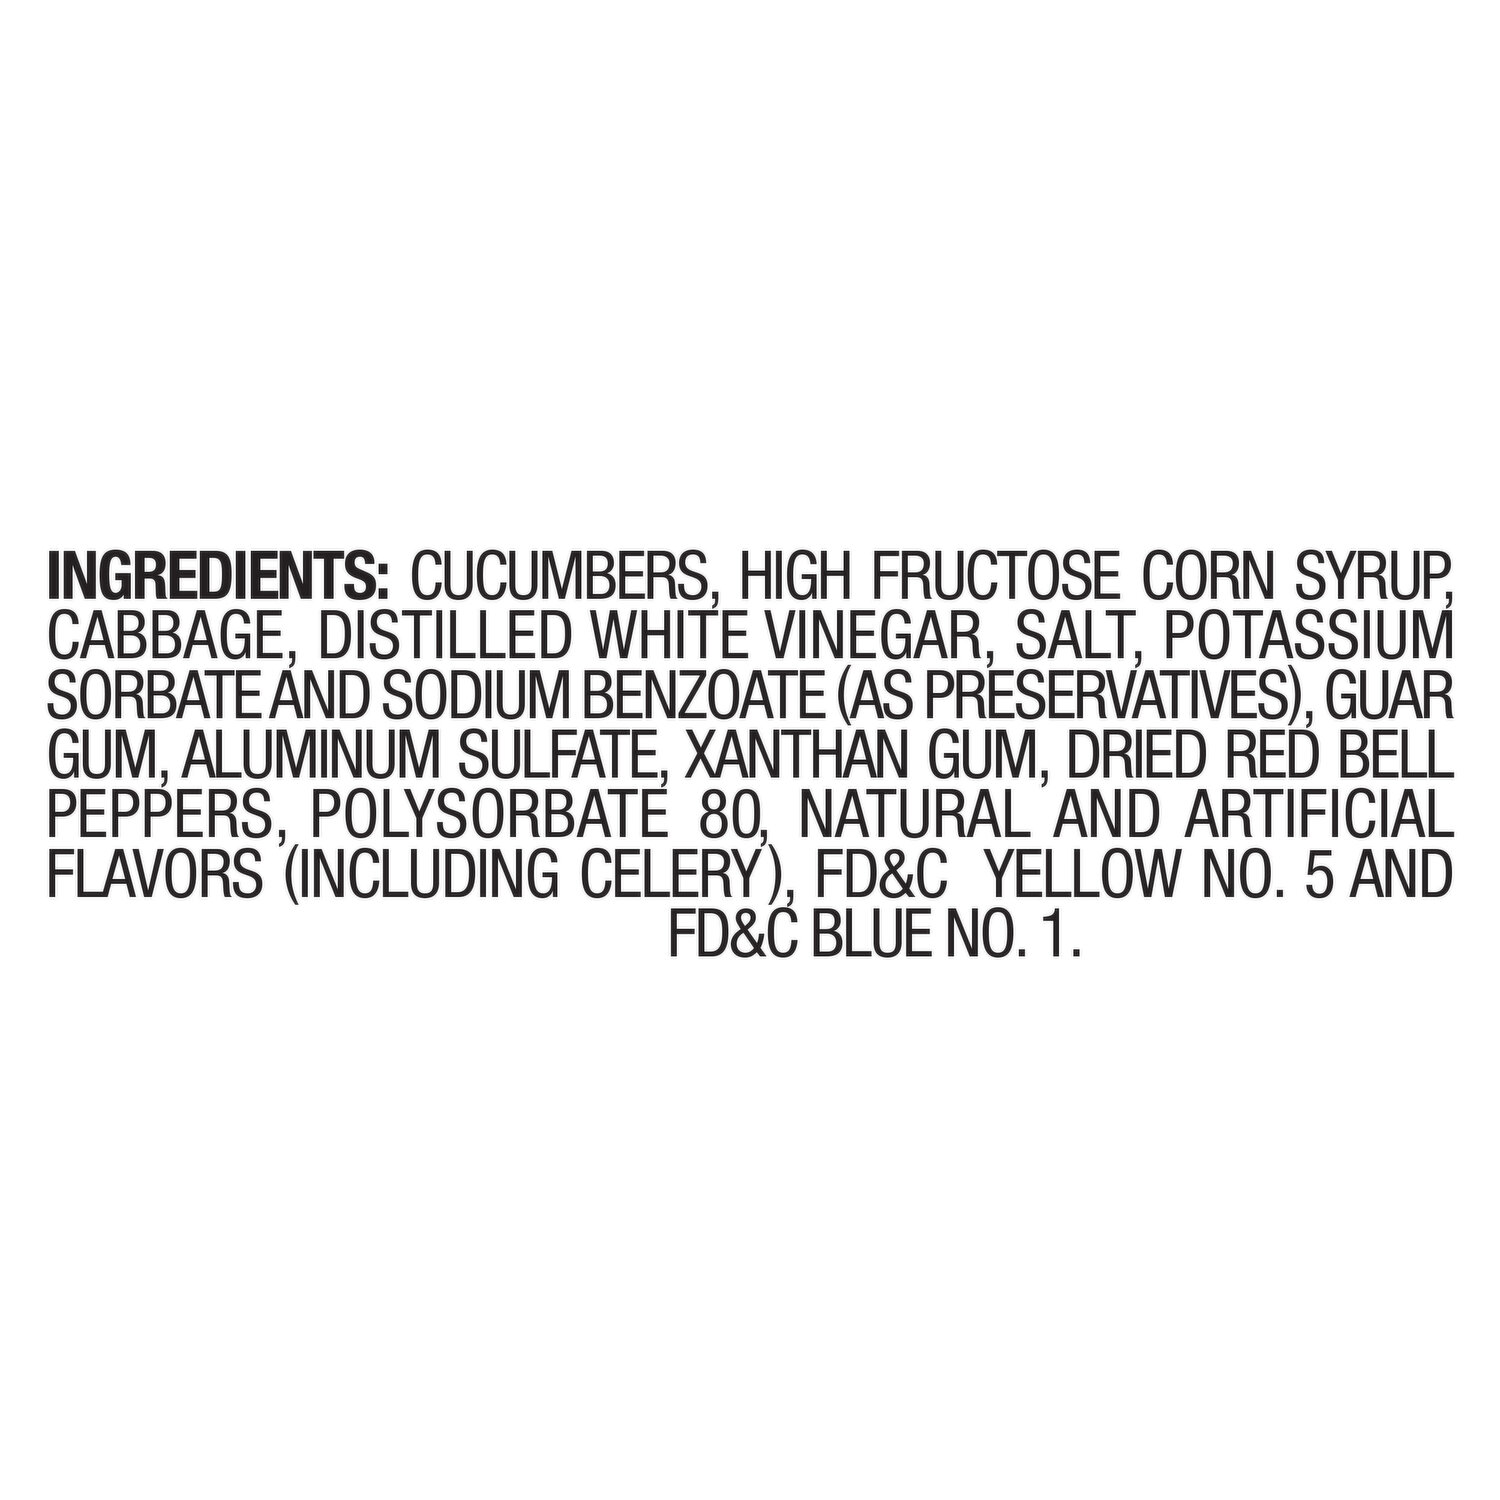 INGREDIENTS: CUCUMBERS, HIGH FRUCTOSE CORN SYRUP,
CABBAGE, DISTILLED WHITE VINEGAR, SALT, POTASSIUM
SORBATE AND SODIUM BENZOATE (AS PRESERVATIVES), GUAR
GUM, ALUMINUM SULFATE, XANTHAN GUM, DRIED RED BELL
PEPPERS, POLYSORBATE 80, NATURAL AND ARTIFICIAL
FLAVORS (INCLUDING CELERY), FD&C YELLOW NO. 5 AND
FD&C BLUE NO. 1.